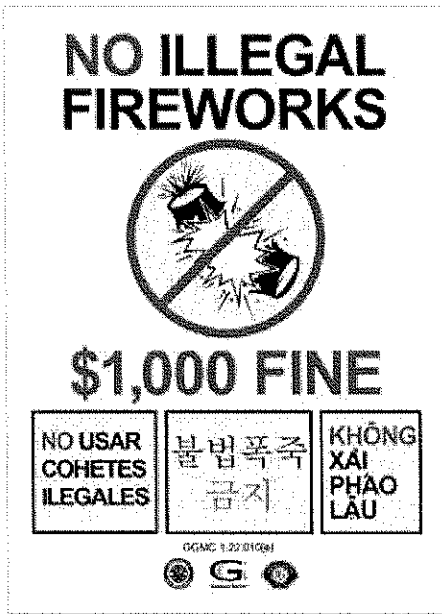 NO ILLEGAL
FIREWORKS
$1,000 FINE
NO USAR
COHETES
ILEGALES
불법폭죽
금지
KHÔNG
XÀI
PHÁO
LẬU
G